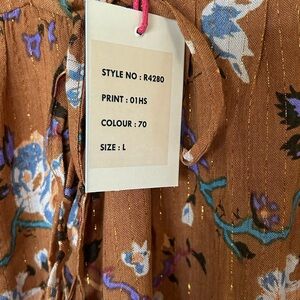 STYLE NO : R4280
PRINT : 01HS
COLOUR : 70
SIZE : L